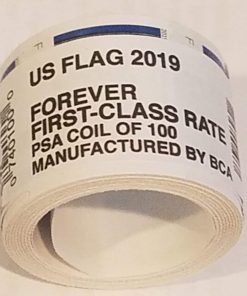 US FLAG 2019
FOREVER
FIRST-CLASS RATE
PSA COIL OF 100
MANUFACTURED BY BCA